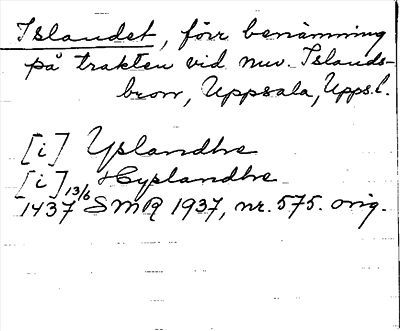 Islandet, förr benämning
på trakten vid nuv. Islands-
bron, Uppsala, Upps.l.
[i] Yslandhe
[i] Hyslandhe
1437 13/6 SMR 1937, nr. 575. orig.